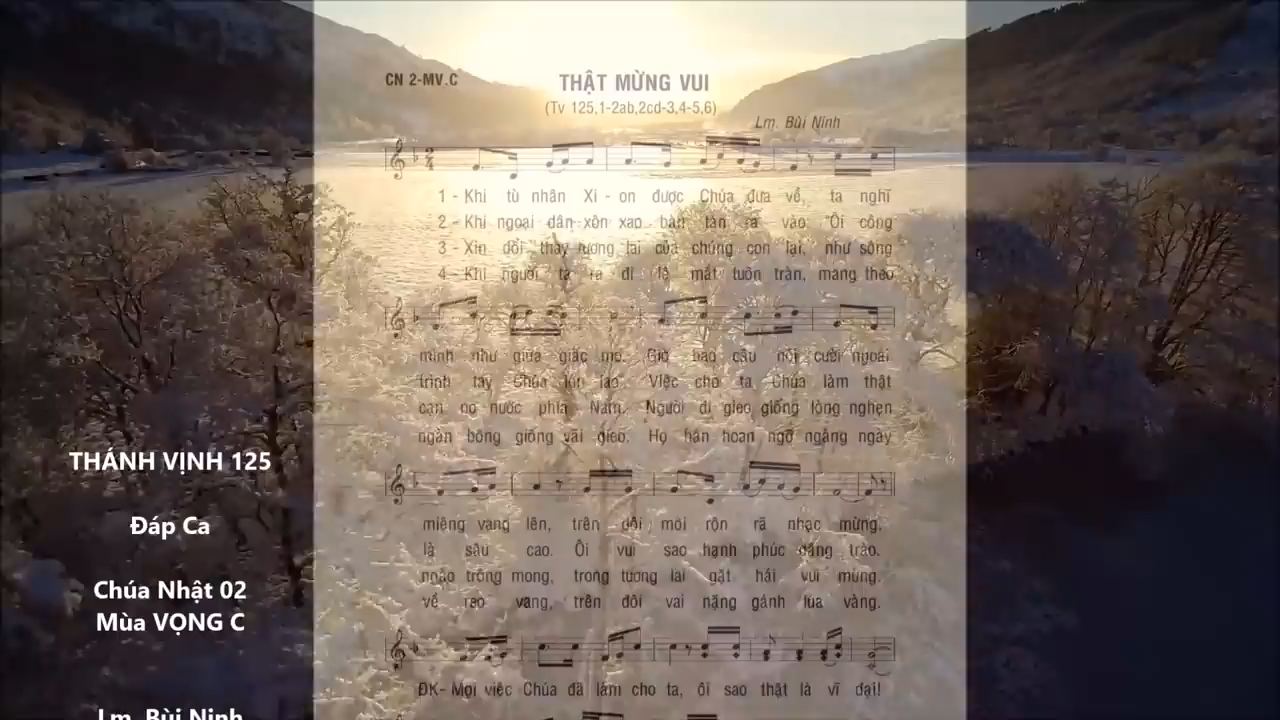 CN 2-MV.C
THẬT MỪNG VUI
(Tv 125,1-2ab,2cd-3,4-5,6)
Lm. Bùi Ninh
1 - Khi tù nhân Xi - on được Chúa đưa về, ta nghĩ
2 - Khi ngoại dân xôn xao bàn tán ra vào "Ôi công
3 - Xin đổi thay tương lai của chúng con lại, như sông
4 - Khi người ta ra đi lệ mắt tuôn tràn, mang theo
mình như giữa giấc mơ. Giờ bao câu nói cười ngoài
trình tay Chúa lớn lao. Việc cho ta Chúa làm thật
cạn no nước phía Nam. Người đi gieo giống lòng nghẹn
ngàn bông giống vãi gieo. Họ hân hoan ngỡ ngàng ngày
miệng vang lên, trên đôi môi rộn rã nhạc mừng.
là sâu cao. Ôi vui sao hạnh phúc dâng trào.
ngào trông mong, trong tương lai gặt hái vui mừng.
về reo vang, trên đôi vai nặng gánh lúa vàng.
ĐK- Mọi việc Chúa đã làm cho ta, ôi sao thật là vĩ đại!
THÁNH VỊNH 125
Đáp Ca
Chúa Nhật 02
Mùa VỌNG C
Lm. Bùi Ninh